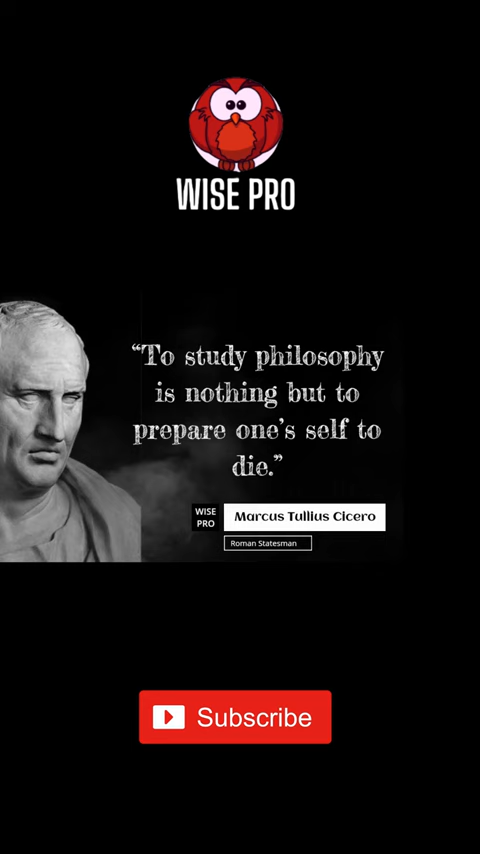 WISE PRO
“To study philosophy
is nothing but to
prepare one’s self to
die.”
WISE
PRO
Marcus Tullius Cicero
Roman Statesman
Subscribe